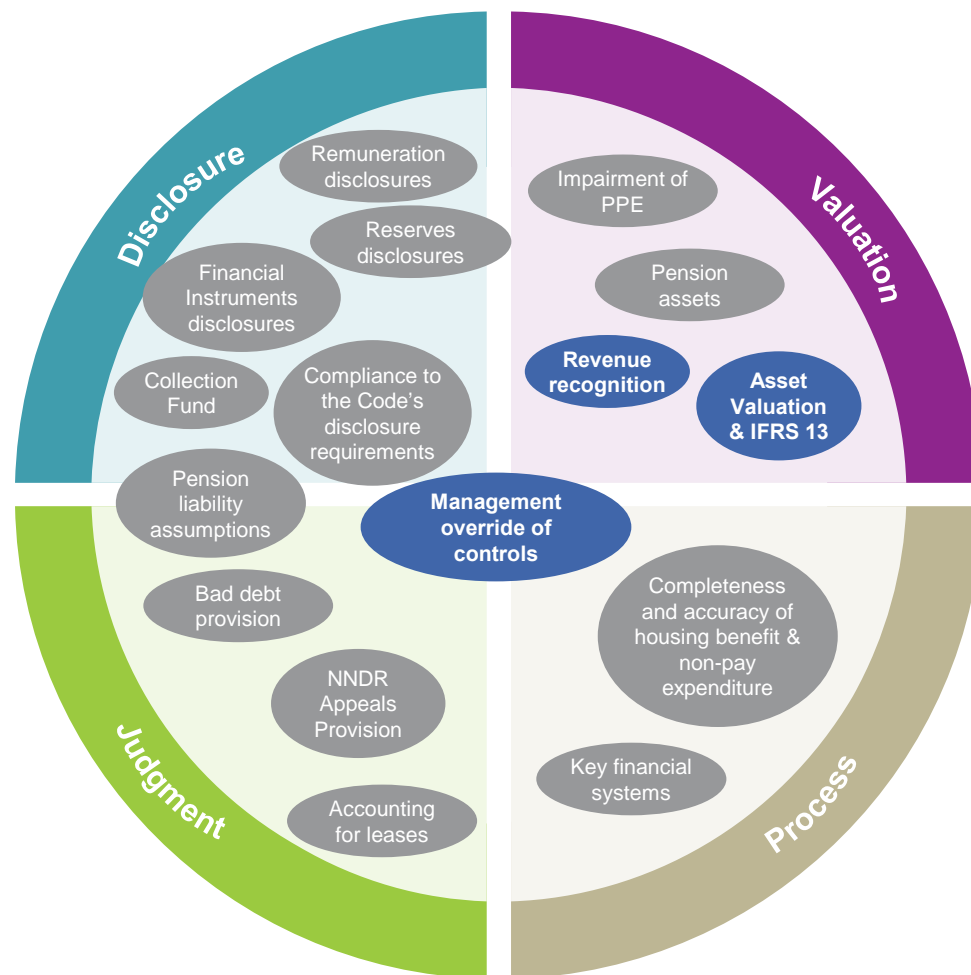 Disclosure
Remuneration
disclosures
Reserves
disclosures
Financial
Instruments
disclosures
Collection
Fund
Compliance to
the Code's
disclosure
requirements
Valuation
Impairment of
PPE
Pension
assets
Revenue
recognition
Asset
Valuation
& IFRS 13
Management
override of
controls
Judgment
Pension
liability
assumptions
Bad debt
provision
NNDR
Appeals
Provision
Accounting
for leases
Process
Completeness
and accuracy of
housing benefit &
non-pay
expenditure
Key financial
systems